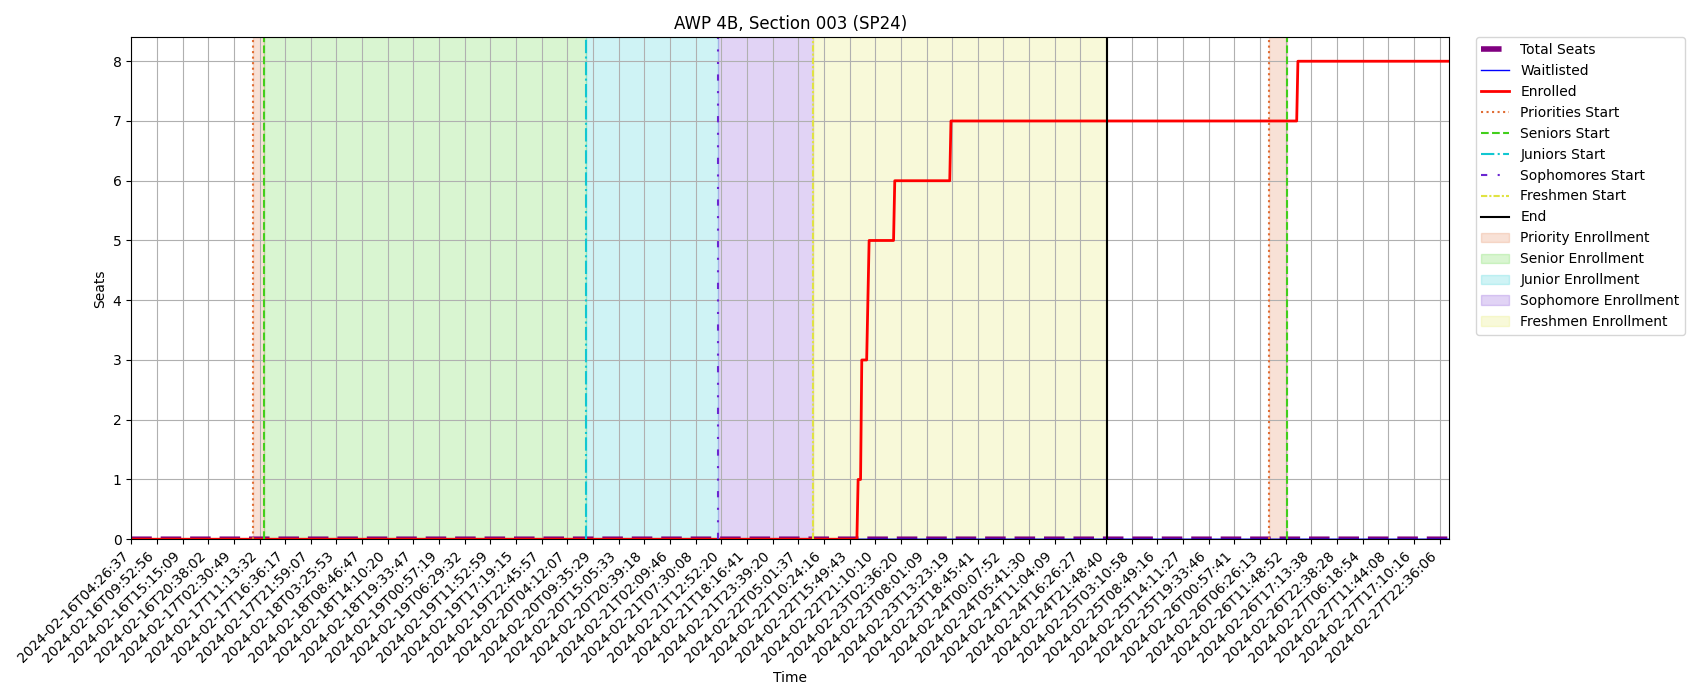 AWP 4B, Section 003 (SP24)
Seats
8
7
6
5
4
3
2
1
0
2024-02-16T04:26:37
2024-02-16T09:52:56
2024-02-16T15:15:09
2024-02-16T20:38:02
2024-02-17T02:30:49
2024-02-17T11:13:32
2024-02-17T16:36:17
2024-02-17T21:59:07
2024-02-18T03:25:53
2024-02-18T08:46:47
2024-02-18T14:10:20
2024-02-18T19:33:47
2024-02-19T00:57:19
2024-02-19T06:29:32
2024-02-19T11:52:59
2024-02-19T17:19:15
2024-02-19T22:45:57
2024-02-20T04:12:07
2024-02-20T09:35:29
2024-02-20T15:05:33
2024-02-20T20:39:18
2024-02-21T02:09:46
2024-02-21T07:30:08
2024-02-21T12:52:20
2024-02-21T18:16:41
2024-02-21T23:39:20
2024-02-22T05:01:37
2024-02-22T10:24:16
2024-02-22T15:49:43
2024-02-22T21:10:10
2024-02-23T02:36:20
2024-02-23T08:01:09
2024-02-23T13:23:19
2024-02-23T18:45:41
2024-02-24T00:07:52
2024-02-24T05:41:30
2024-02-24T11:04:09
2024-02-24T16:26:27
2024-02-24T21:48:40
2024-02-25T03:10:58
2024-02-25T08:49:16
2024-02-25T14:11:27
2024-02-25T19:33:46
2024-02-26T00:57:41
2024-02-26T06:26:13
2024-02-26T11:48:52
2024-02-26T17:13:38
2024-02-26T22:38:28
2024-02-27T06:18:54
2024-02-27T11:44:08
2024-02-27T17:10:16
2024-02-27T22:36:06
Time
Total Seats
Waitlisted
Enrolled
Priorities Start
Seniors Start
Juniors Start
Sophomores Start
Freshmen Start
End
Priority Enrollment
Senior Enrollment
Junior Enrollment
Sophomore Enrollment
Freshmen Enrollment